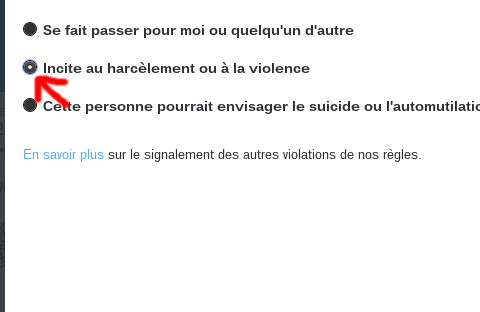 Se fait passer pour moi ou quelqu'un d'autre
Incite au harcèlement ou à la violence
Cette personne pourrait envisager le suicide ou l'automutilatio
En savoir plus sur le signalement des autres violations de nos règles.